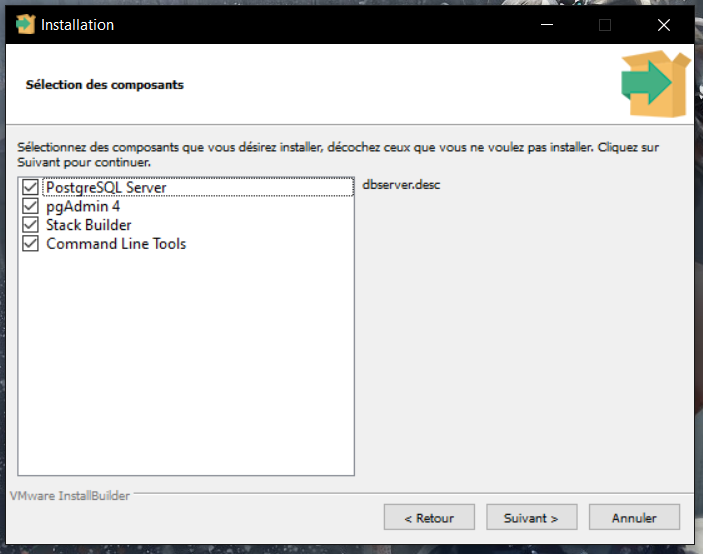 Installation
Sélection des composants
Sélectionnez des composants que vous désirez installer, décochez ceux que vous ne voulez pas installer. Cliquez sur
Suivant pour continuer.
PostgreSQL Server
dbserver.desc
pgAdmin 4
Stack Builder
Command Line Tools
VMware InstallBuilder
< Retour
Suivant >
Annuler